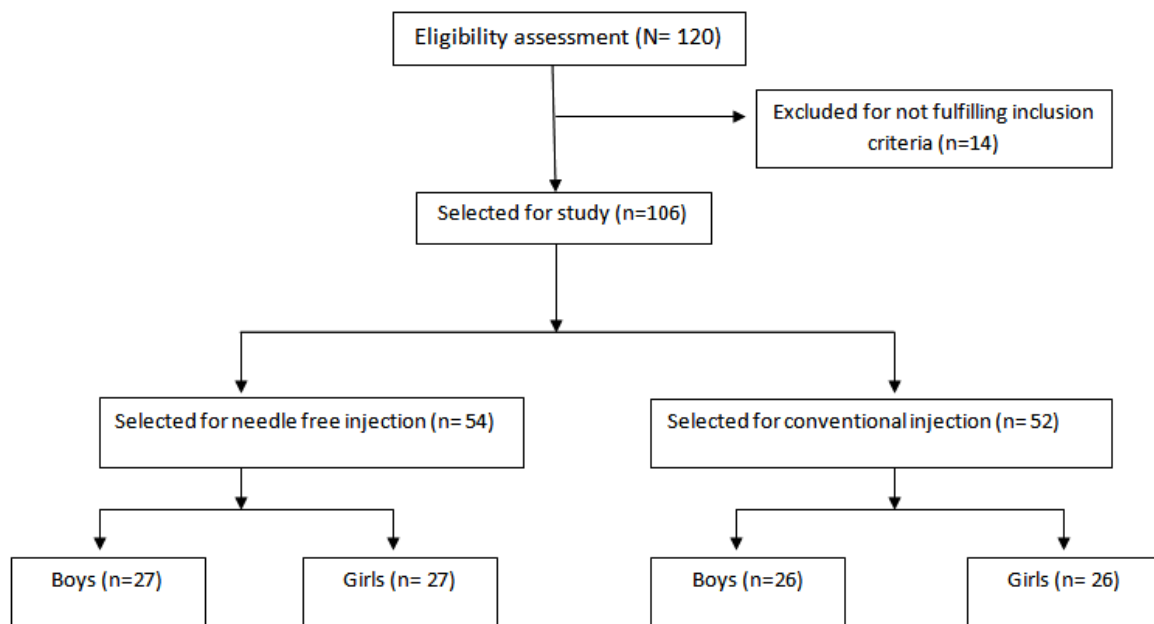 Eligibility assessment (N= 120)
Excluded for not fulfilling inclusion
criteria (n=14)
Selected for study (n=106)
Selected for needle free injection (n= 54)
Selected for conventional injection (n= 52)
Boys (n=27)
Girls (n= 27)
Boys (n=26)
Girls (n= 26)